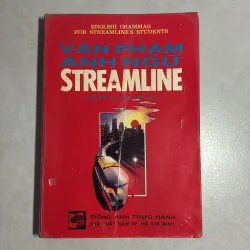 ENGLISH GRAMMAR
FOR STREAMLINE'S STUDENTS
VĂN PHẠM
ANH NGỮ
STREAMLINE
TIẾNG ANH THỰC HÀNH
NHÀ XUẤT BẢN TP. HỒ CHÍ MINH